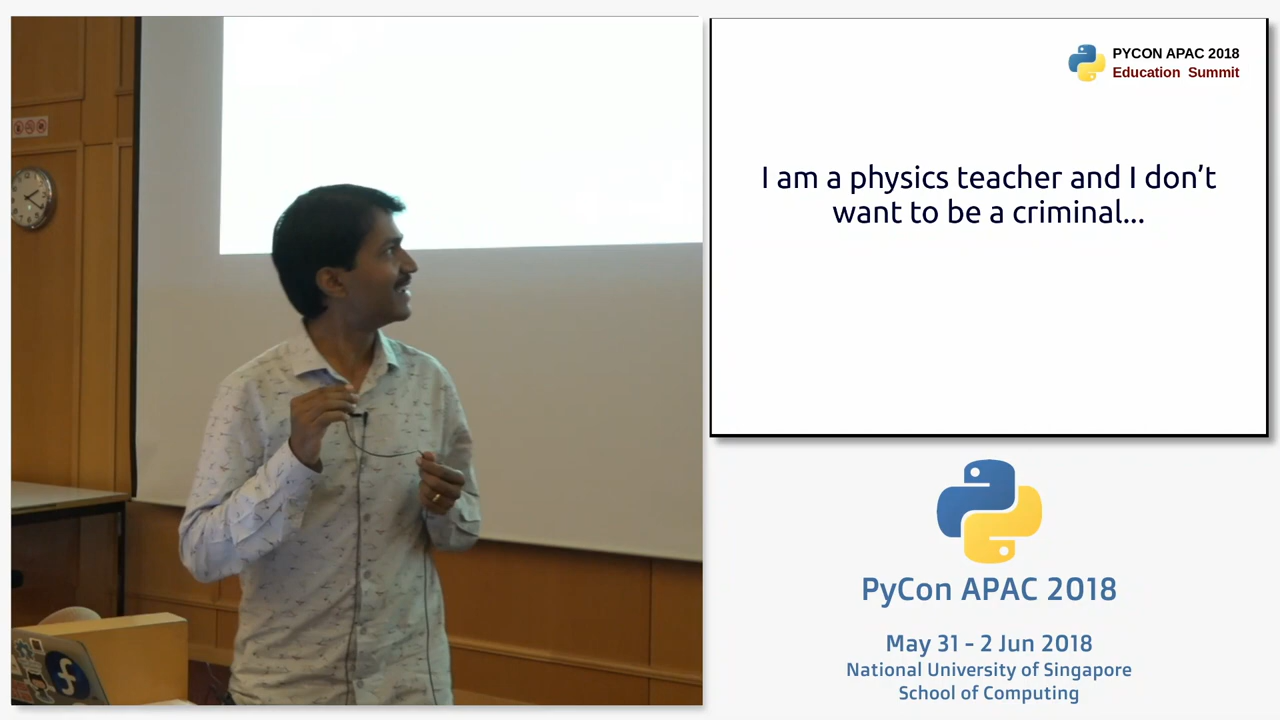 PYCON APAC 2018
Education Summit
I am a physics teacher and I don't
want to be a criminal...
PyCon APAC 2018
May 31 - 2 Jun 2018
National University of Singapore
School of Computing